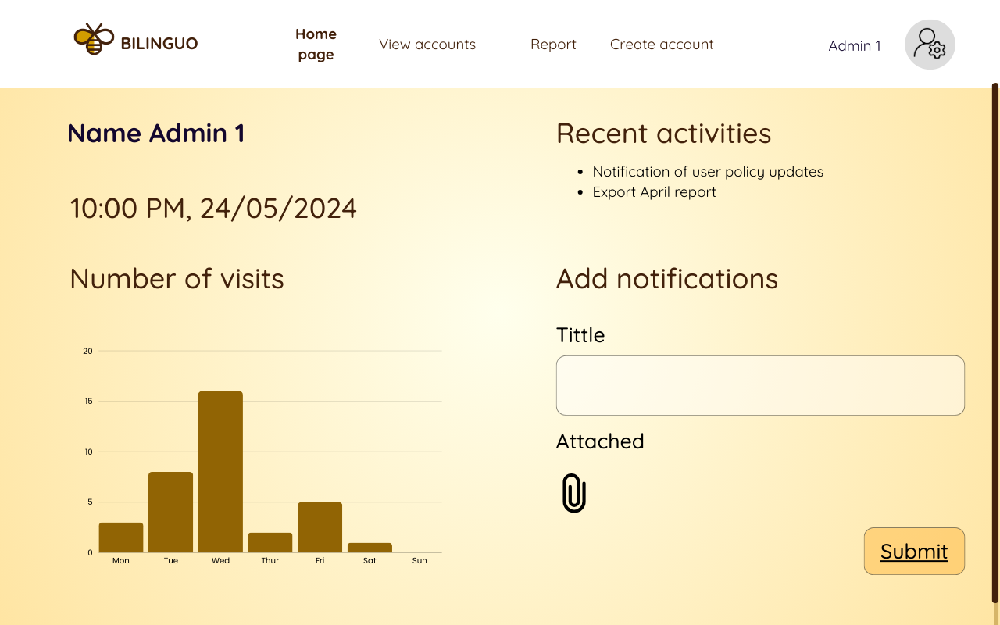 BILINGUO
Home
page
View accounts
Report
Create account
Admin 1
Name Admin 1
10:00 PM, 24/05/2024
Recent activities
• Notification of user policy updates
• Export April report
Number of visits
20
15
10
5
0
Mon Tue Wed Thur Fri Sat Sun
Add notifications
Tittle
Attached
Submit